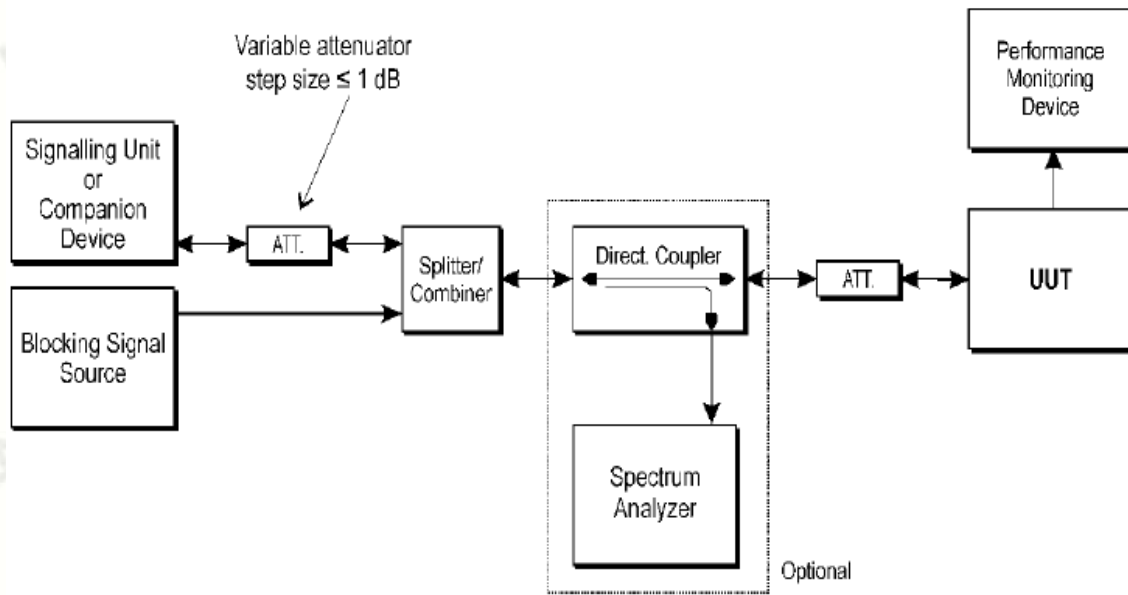 Variable attenuator
step size ≤ 1 dB
Performance
Monitoring
Device
Signalling Unit
or
Companion
Device
ATT.
Splitter/
Combiner
Direct. Coupler
ATT.
UUT
Blocking Signal
Source
Spectrum
Analyzer
Optional